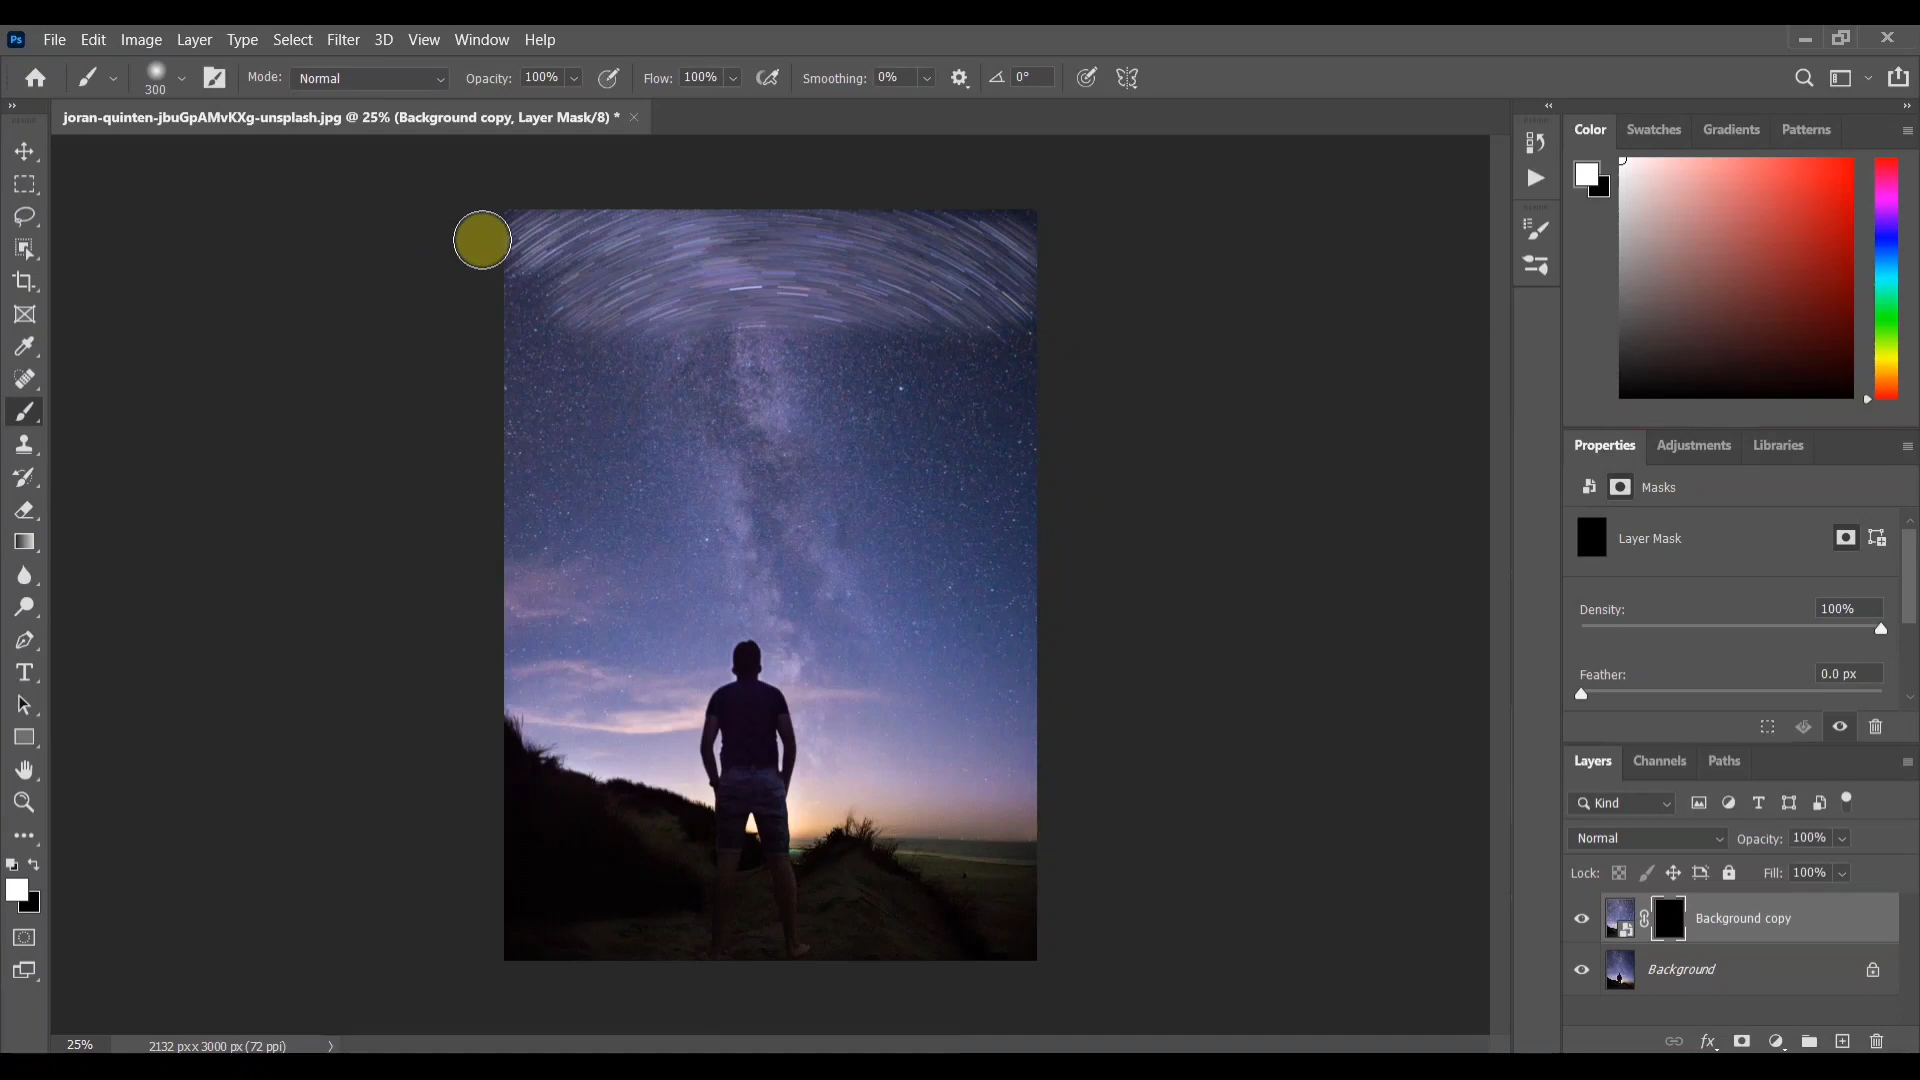 Ps File Edit Image Layer Type Select Filter 3D View Window Help
300 Mode: Normal Opacity: 100% Flow: 100% Smoothing: 0% 0°
joran-quinten-jbuGpAMvKXg-unsplash.jpg @ 25% (Background copy, Layer Mask/8) *
Color Swatches Gradients Patterns
Properties Adjustments Libraries
Masks
Layer Mask
Density: 100%
Feather: 0.0 px
Layers Channels Paths
Kind
Normal Opacity: 100%
Lock: Fill: 100%
Background copy
Background
fx
25% 2132 px x 3000 px (72 ppi)